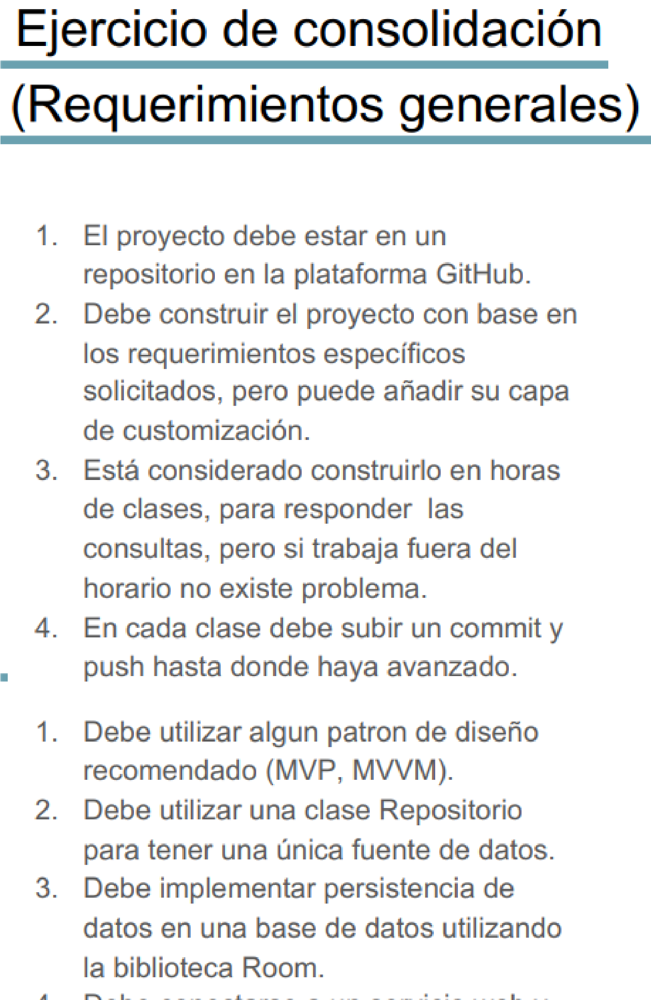 Ejercicio de consolidación
(Requerimientos generales)
1. El proyecto debe estar en un
repositorio en la plataforma GitHub.
2. Debe construir el proyecto con base en
los requerimientos específicos
solicitados, pero puede añadir su capa
de customización.
3. Está considerado construirlo en horas
de clases, para responder  las
consultas, pero si trabaja fuera del
horario no existe problema.
4. En cada clase debe subir un commit y
push hasta donde haya avanzado.
1. Debe utilizar algun patron de diseño
recomendado (MVP, MVVM).
2. Debe utilizar una clase Repositorio
para tener una única fuente de datos.
3. Debe implementar persistencia de
datos en una base de datos utilizando
la biblioteca Room.